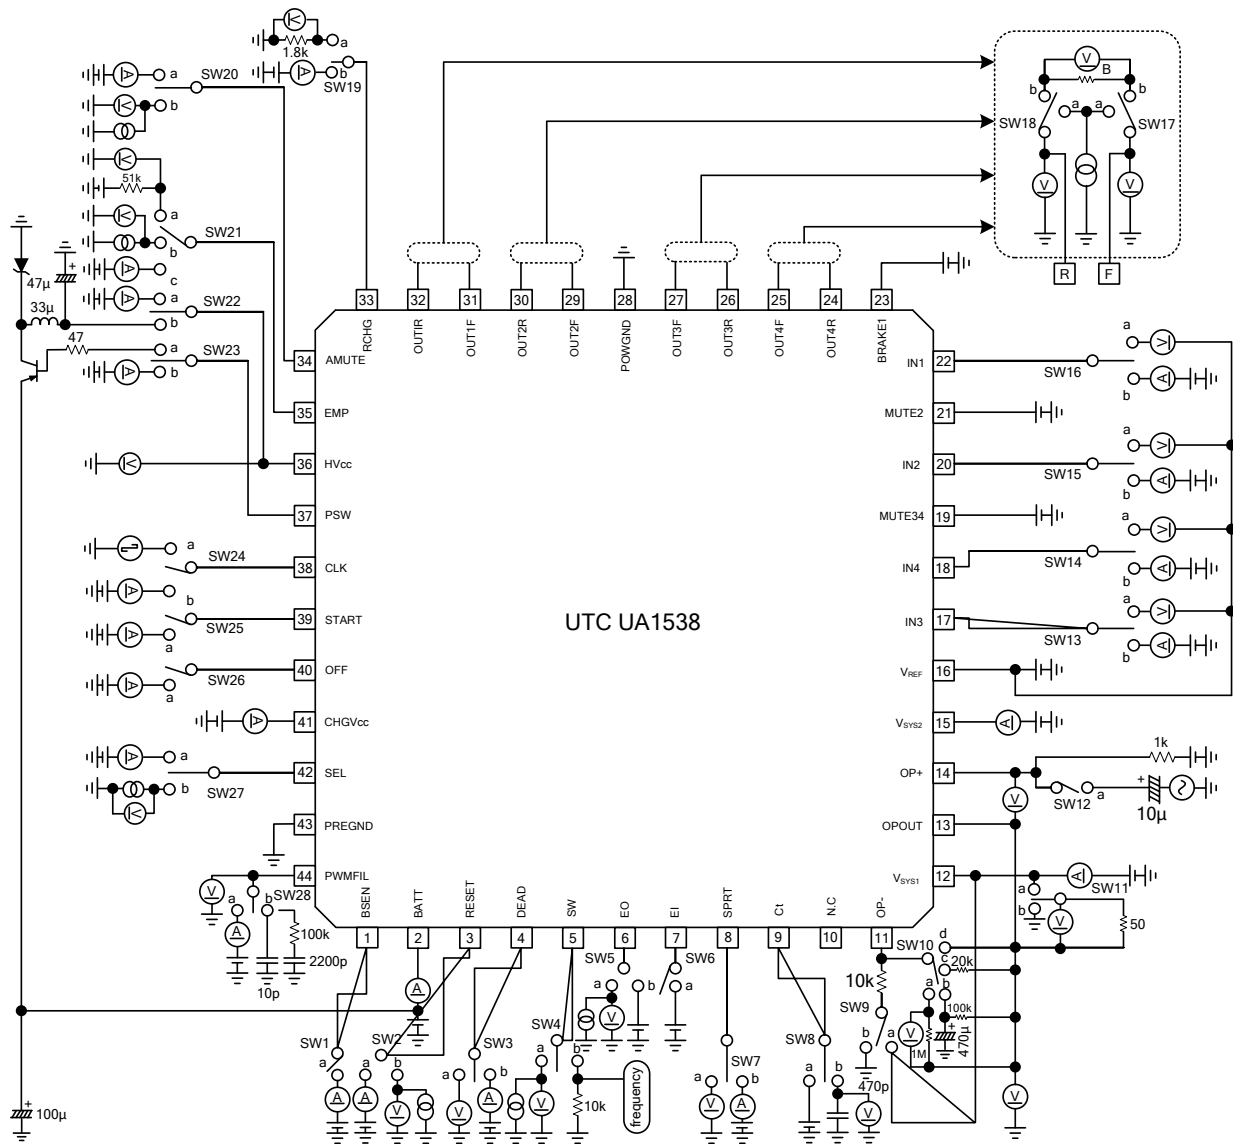 1.8k
a
b
SW19
a
SW20
b
51k
a
SW21
b
c
a
SW22
b
47µ
+
33µ
47
a
SW23
b
V
B
b
b
a
a
SW18
SW17
V
V
R
F
33
32
31
30
29
28
27
26
25
24
23
RCHG
OUTIR
OUT1F
OUT2R
OUT2F
POWGND
OUT3F
OUT3R
OUT4F
OUT4R
BRAKE1
34 AMUTE
35 EMP
36 HVcc
37 PSW
38 CLK
39 START
40 OFF
41 CHGVcc
42 SEL
43 PREGND
44 PWMFIL
a
SW24
b
SW25
a
SW26
a
a
SW27
b
UTC UA1538
IN1 22
MUTE2 21
IN2 20
MUTE34 19
IN4 18
IN3 17
VREF 16
VSYS2 15
OP+ 14
OPOUT 13
VSYS1 12
a
SW16
b
a
SW15
b
a
SW14
b
a
SW13
b
1k
SW12
a
+
10µ
V
SW11
a
b
V
50
BSEN
BATT
RESET
DEAD
SW
EO
EI
SPRT
Ct
N.C
OP-
1
2
3
4
5
6
7
8
9
10
11
V
SW28
a
b
A
100k
10p
2200p
A
SW1
a
A
SW2
a
A
b
V
SW3
a
V
b
A
SW4
a
V
b
10k
frequency
SW5
a
V
b
SW6
b
a
SW7
a
V
b
A
SW8
a
b
470p
V
10k
SW9
b
a
SW10
d
c
20k
b
100k
a
V
1M
+
470µ
V
+
100µ